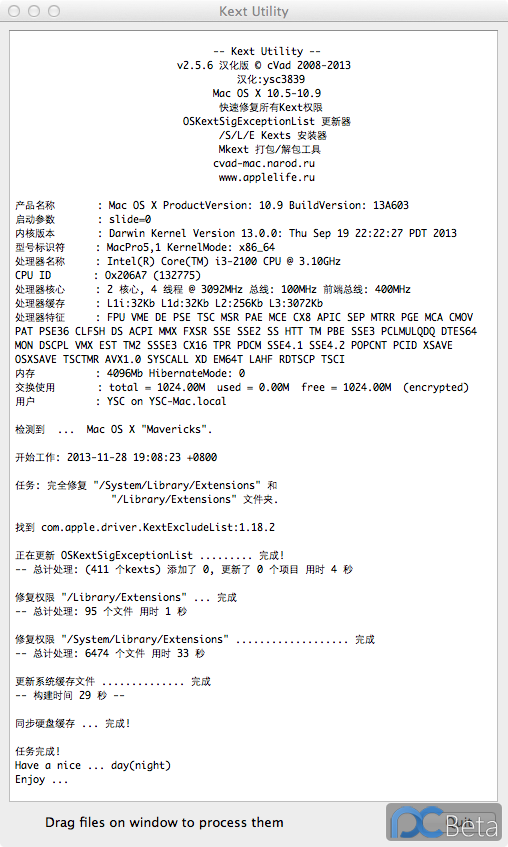 Kext Utility
-- Kext Utility --
v2.5.6 汉化版 © cVad 2008-2013
汉化:ysc3839
Mac OS X 10.5-10.9
快速修复所有Kext权限
OSKextSigExceptionList 更新器
/S/L/E Kexts 安装器
Mkext 打包/解包工具
cvad-mac.narod.ru
www.applelife.ru
产品名称 : Mac OS X ProductVersion: 10.9 BuildVersion: 13A603
启动参数 : slide=0
内核版本 : Darwin Kernel Version 13.0.0: Thu Sep 19 22:22:27 PDT 2013
型号标识符 : MacPro5,1 KernelMode: x86_64
处理器名称 : Intel(R) Core(TM) i3-2100 CPU @ 3.10GHz
CPU ID : 0x206A7 (132775)
处理器核心 : 2 核心, 4 线程 @ 3092MHz 总线: 100MHz 前端总线: 400MHz
处理器缓存 : L1i:32Kb L1d:32Kb L2:256Kb L3:3072Kb
处理器特征 : FPU VME DE PSE TSC MSR PAE MCE CX8 APIC SEP MTRR PGE MCA CMOV
PAT PSE36 CLFSH DS ACPI MMX FXSR SSE SSE2 SS HTT TM PBE SSE3 PCLMULQDQ DTES64
MON DSCPL VMX EST TM2 SSSE3 CX16 TPR PDCM SSE4.1 SSE4.2 POPCNT PCID XSAVE
OSXSAVE TSCTMR AVX1.0 SYSCALL XD EM64T LAHF RDTSCP TSCI
内存 : 4096Mb HibernateMode: 0
交换使用 : total = 1024.00M used = 0.00M free = 1024.00M (encrypted)
用户 : YSC on YSC-Mac.local
检测到 ... Mac OS X "Mavericks".
开始工作: 2013-11-28 19:08:23 +0800
任务: 完全修复 "/System/Library/Extensions" 和
"/Library/Extensions" 文件夹.
找到 com.apple.driver.KextExcludeList:1.18.2
正在更新 OSKextSigExceptionList ......... 完成!
-- 总计处理: (411 个kexts) 添加了 0, 更新了 0 个项目 用时 4 秒
修复权限 "/Library/Extensions" ... 完成
-- 总计处理: 95 个文件 用时 1 秒
修复权限 "/System/Library/Extensions" ................... 完成
-- 总计处理: 6474 个文件 用时 33 秒
更新系统缓存文件 .............. 完成
-- 构建时间 29 秒 --
同步硬盘缓存 ... 完成!
任务完成!
Have a nice ... day(night)
Enjoy ...
Drag files on window to process them
Quit
pcBeta